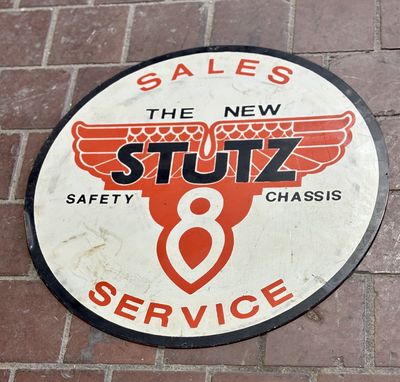 SALES
THE NEW
STUTZ
SAFETY CHASSIS
8
SERVICE